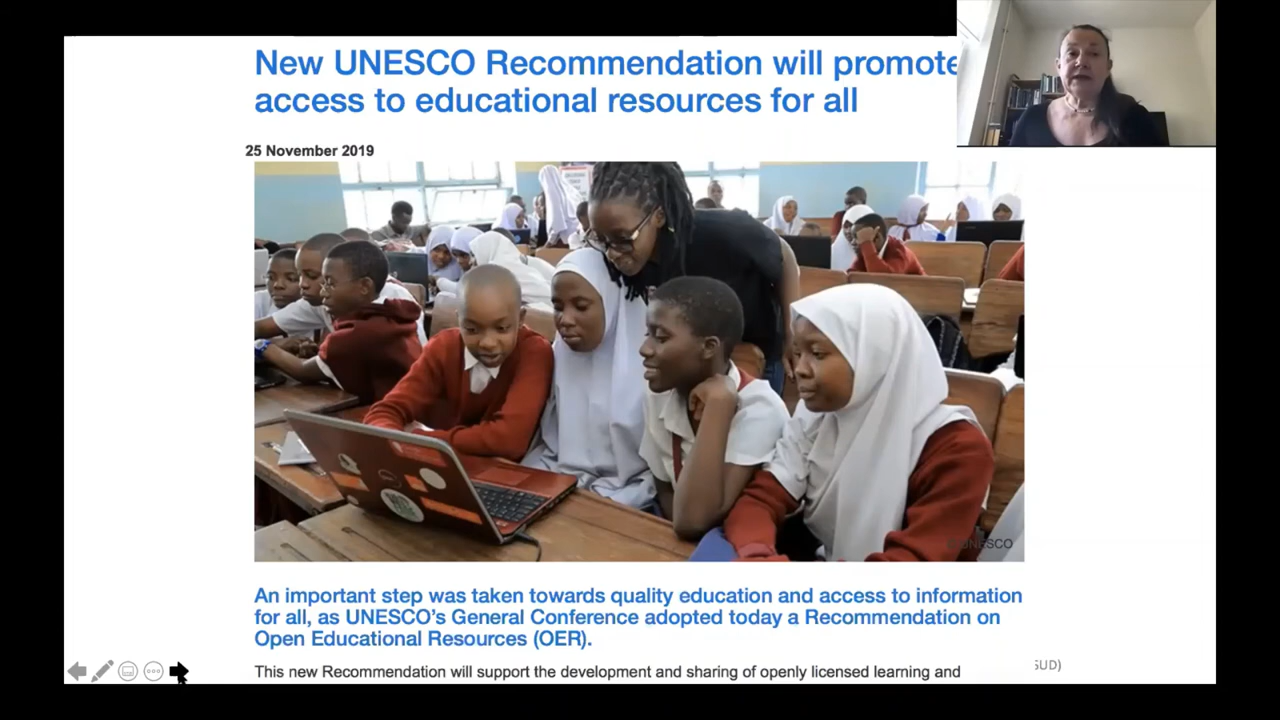 New UNESCO Recommendation will promote
access to educational resources for all
25 November 2019
UNESCO
An important step was taken towards quality education and access to information
for all, as UNESCO's General Conference adopted today a Recommendation on
Open Educational Resources (OER).
This new Recommendation will support the development and sharing of openly licensed learning and
SUD)